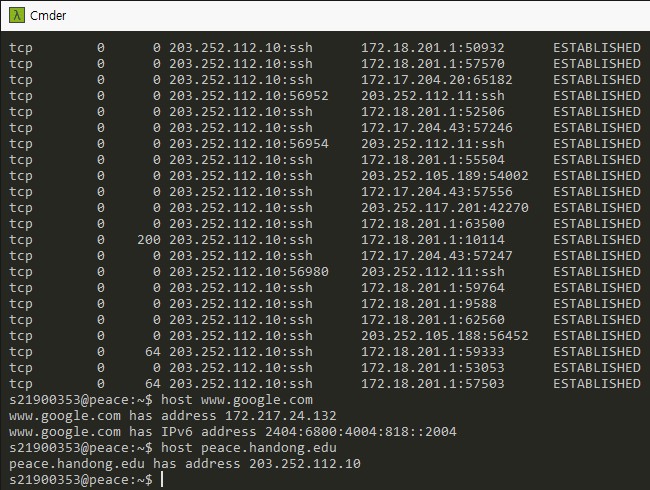 λ Cmder
tcp 0 0 203.252.112.10:ssh 172.18.201.1:50932 ESTABLISHED
tcp 0 0 203.252.112.10:ssh 172.18.201.1:57570 ESTABLISHED
tcp 0 0 203.252.112.10:ssh 172.17.204.20:65182 ESTABLISHED
tcp 0 0 203.252.112.10:56952 203.252.112.11:ssh ESTABLISHED
tcp 0 0 203.252.112.10:ssh 172.18.201.1:52506 ESTABLISHED
tcp 0 0 203.252.112.10:ssh 172.17.204.43:57246 ESTABLISHED
tcp 0 0 203.252.112.10:56954 203.252.112.11:ssh ESTABLISHED
tcp 0 0 203.252.112.10:ssh 172.18.201.1:55504 ESTABLISHED
tcp 0 0 203.252.112.10:ssh 203.252.105.189:54002 ESTABLISHED
tcp 0 0 203.252.112.10:ssh 172.17.204.43:57556 ESTABLISHED
tcp 0 0 203.252.112.10:ssh 203.252.117.201:42270 ESTABLISHED
tcp 0 0 203.252.112.10:ssh 172.18.201.1:63500 ESTABLISHED
tcp 0 200 203.252.112.10:ssh 172.18.201.1:10114 ESTABLISHED
tcp 0 0 203.252.112.10:ssh 172.17.204.43:57247 ESTABLISHED
tcp 0 0 203.252.112.10:56980 203.252.112.11:ssh ESTABLISHED
tcp 0 0 203.252.112.10:ssh 172.18.201.1:59764 ESTABLISHED
tcp 0 0 203.252.112.10:ssh 172.18.201.1:9588 ESTABLISHED
tcp 0 0 203.252.112.10:ssh 172.18.201.1:62560 ESTABLISHED
tcp 0 0 203.252.112.10:ssh 203.252.105.188:56452 ESTABLISHED
tcp 0 64 203.252.112.10:ssh 172.18.201.1:59333 ESTABLISHED
tcp 0 0 203.252.112.10:ssh 172.18.201.1:53053 ESTABLISHED
tcp 0 64 203.252.112.10:ssh 172.18.201.1:57503 ESTABLISHED
s21900353@peace:~$ host www.google.com
www.google.com has address 172.217.24.132
www.google.com has IPv6 address 2404:6800:4004:818::2004
s21900353@peace:~$ host peace.handong.edu
peace.handong.edu has address 203.252.112.10
s21900353@peace:~$